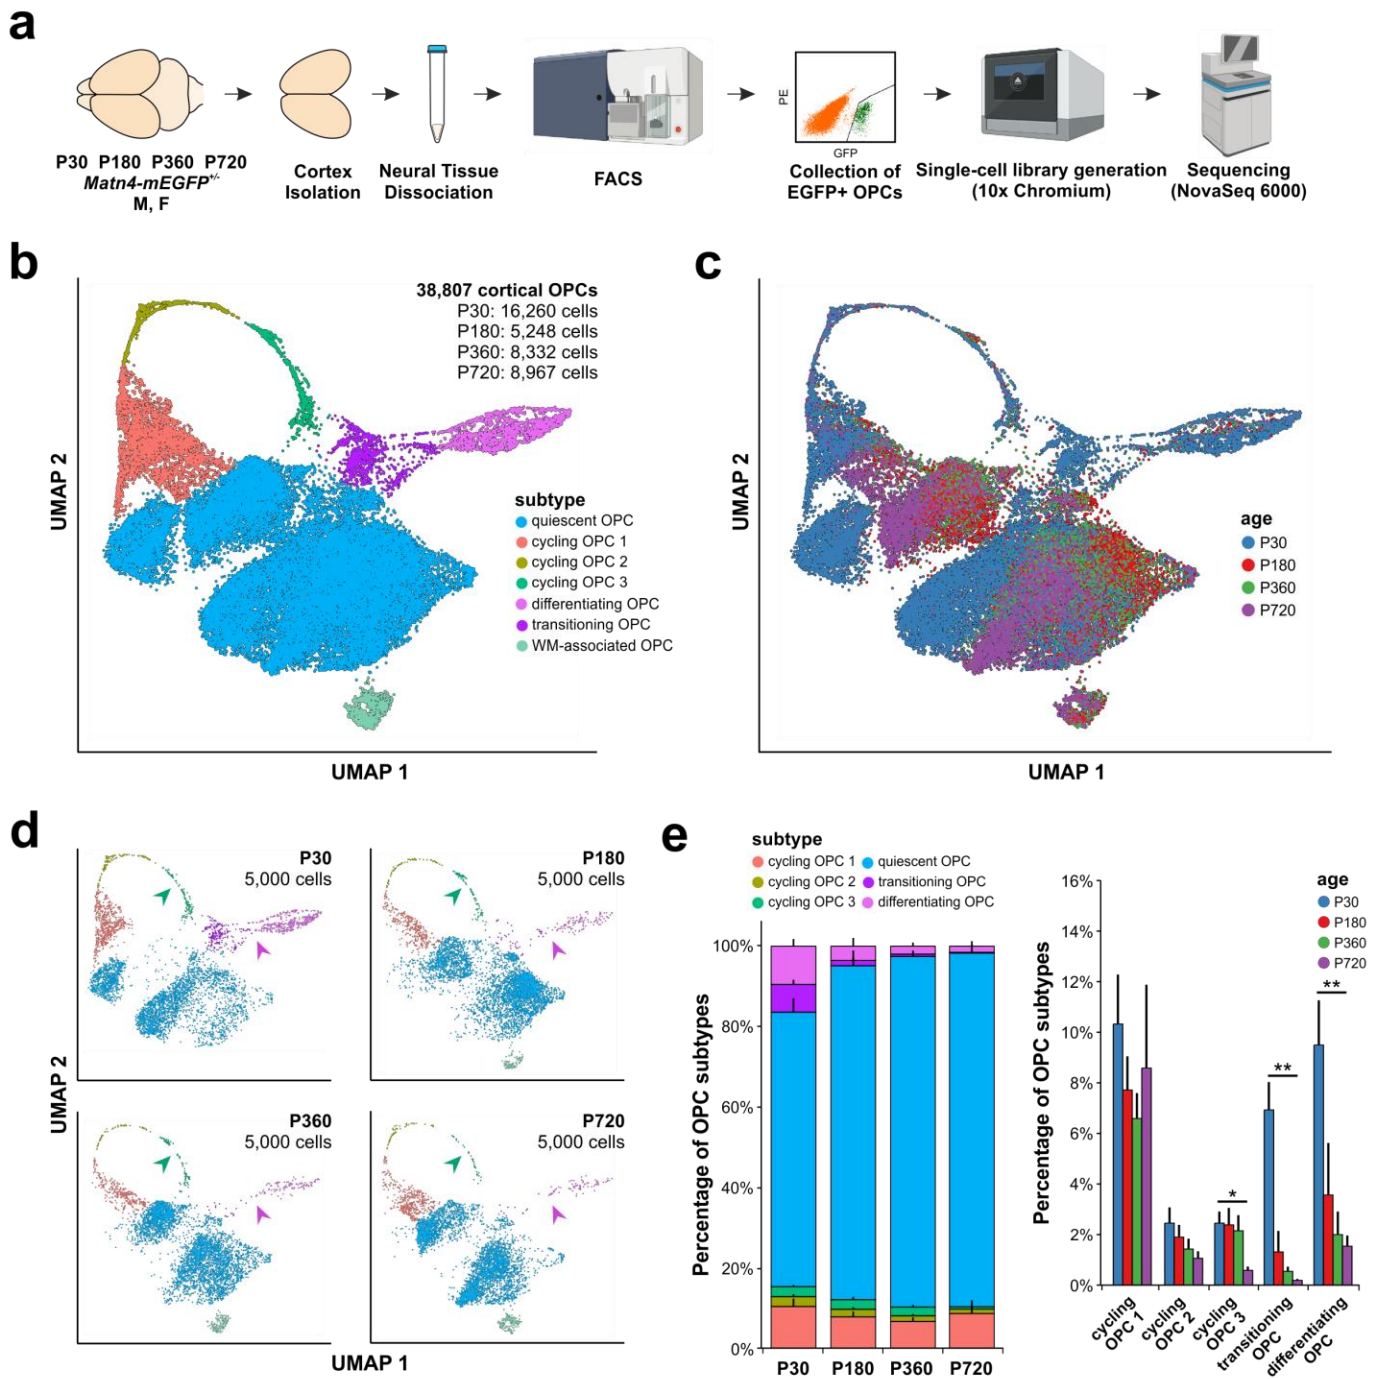 a
P30 P180 P360 P720
Matn4-mEGFP+/-
M, F
Cortex
Isolation
Neural Tissue
Dissociation
FACS
PE
GFP
Collection of
EGFP+ OPCs
Single-cell library generation
(10x Chromium)
Sequencing
(NovaSeq 6000)
b
38,807 cortical OPCs
P30: 16,260 cells
P180: 5,248 cells
P360: 8,332 cells
P720: 8,967 cells
subtype
quiescent OPC
cycling OPC 1
cycling OPC 2
cycling OPC 3
differentiating OPC
transitioning OPC
WM-associated OPC
UMAP 2
UMAP 1
c
age
P30
P180
P360
P720
UMAP 2
UMAP 1
d
P30
5,000 cells
P180
5,000 cells
P360
5,000 cells
P720
5,000 cells
UMAP 2
UMAP 1
e
subtype
cycling OPC 1
cycling OPC 2
cycling OPC 3
quiescent OPC
transitioning OPC
differentiating OPC
Percentage of OPC subtypes
100%
80%
60%
40%
20%
0%
P30 P180 P360 P720
age
P30
P180
P360
P720
Percentage of OPC subtypes
16%
14%
12%
10%
8%
6%
4%
2%
0%
*
**
**
cycling
OPC 1
cycling
OPC 2
cycling
OPC 3
transitioning
OPC
differentiating
OPC